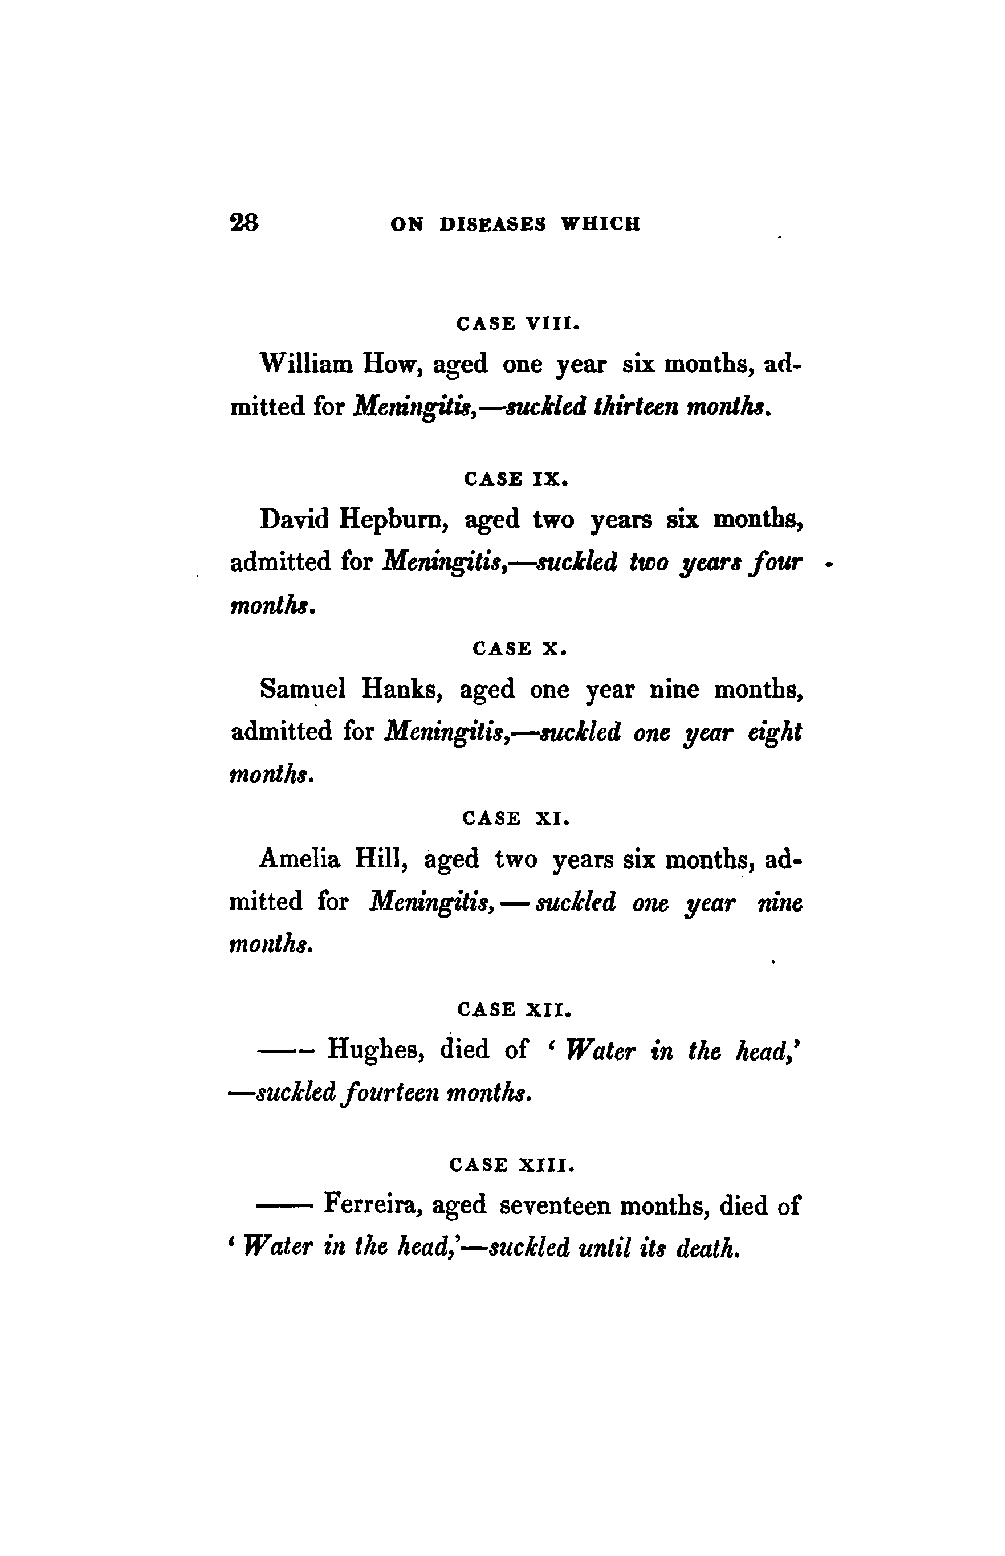 28 ON DISEASES WHICH
CASE VIII.
William How, aged one year six months, ad-
mitted for Meningitis,—suckled thirteen months.
CASE IX.
David Hepburn, aged two years six months,
admitted for Meningitis,—suckled two years four
months.
CASE X.
Samuel Hanks, aged one year nine months,
admitted for Meningitis,—suckled one year eight
months.
CASE XI.
Amelia Hill, aged two years six months, ad-
mitted for Meningitis,—suckled one year nine
months.
CASE XII.
—— Hughes, died of ‘Water in the head,’
—suckled fourteen months.
CASE XIII.
—— Ferreira, aged seventeen months, died of
‘Water in the head,’—suckled until its death.